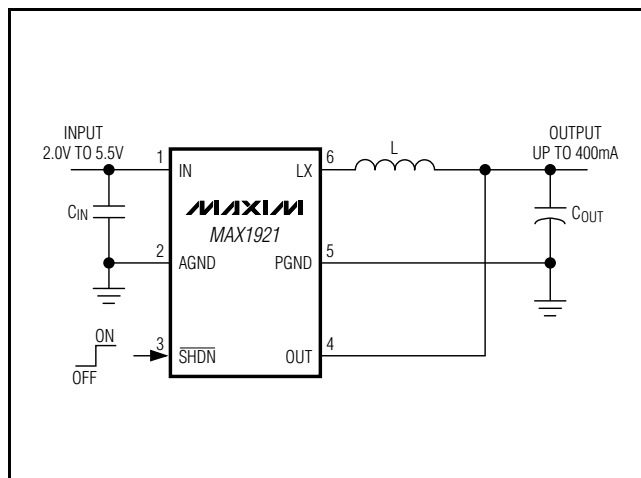 INPUT
2.0V TO 5.5V
OUTPUT
UP TO 400mA
L
1
6
IN
LX
CIN
MAXIM
MAX1921
COUT
2
5
AGND
PGND
ON
OFF
3
4
SHDN
OUT